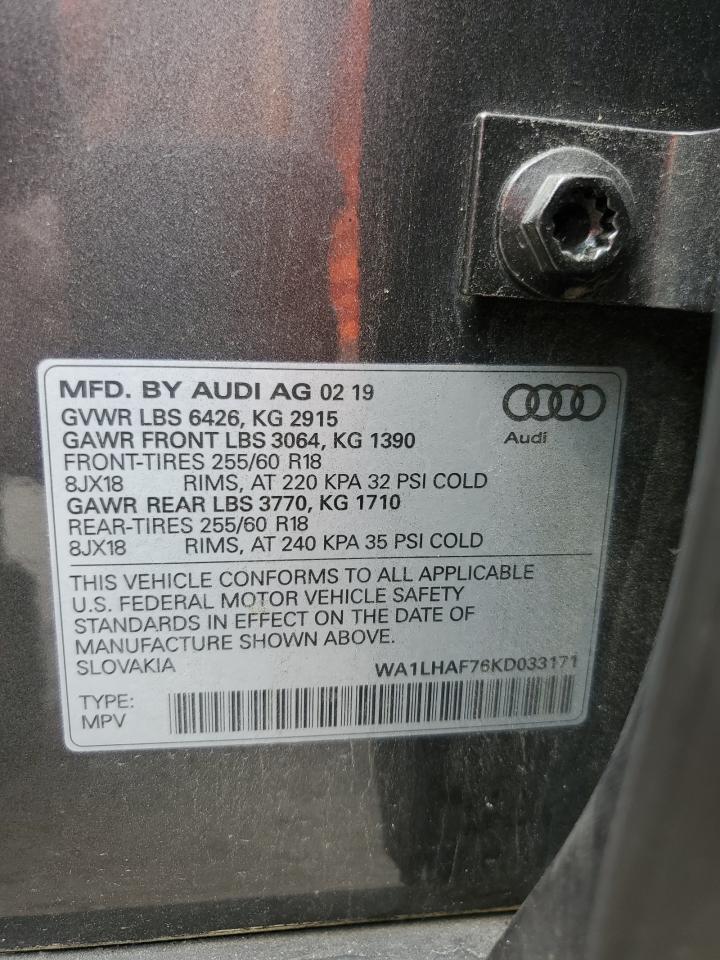 MFD. BY AUDI AG 02 19
GVWR LBS 6426, KG 2915
GAWR FRONT LBS 3064, KG 1390
FRONT-TIRES 255/60 R18
8JX18 RIMS, AT 220 KPA 32 PSI COLD
GAWR REAR LBS 3770, KG 1710
REAR-TIRES 255/60 R18
8JX18 RIMS, AT 240 KPA 35 PSI COLD
Audi
THIS VEHICLE CONFORMS TO ALL APPLICABLE
U.S. FEDERAL MOTOR VEHICLE SAFETY
STANDARDS IN EFFECT ON THE DATE OF
MANUFACTURE SHOWN ABOVE.
SLOVAKIA WA1LHAF76KD033171
TYPE:
MPV